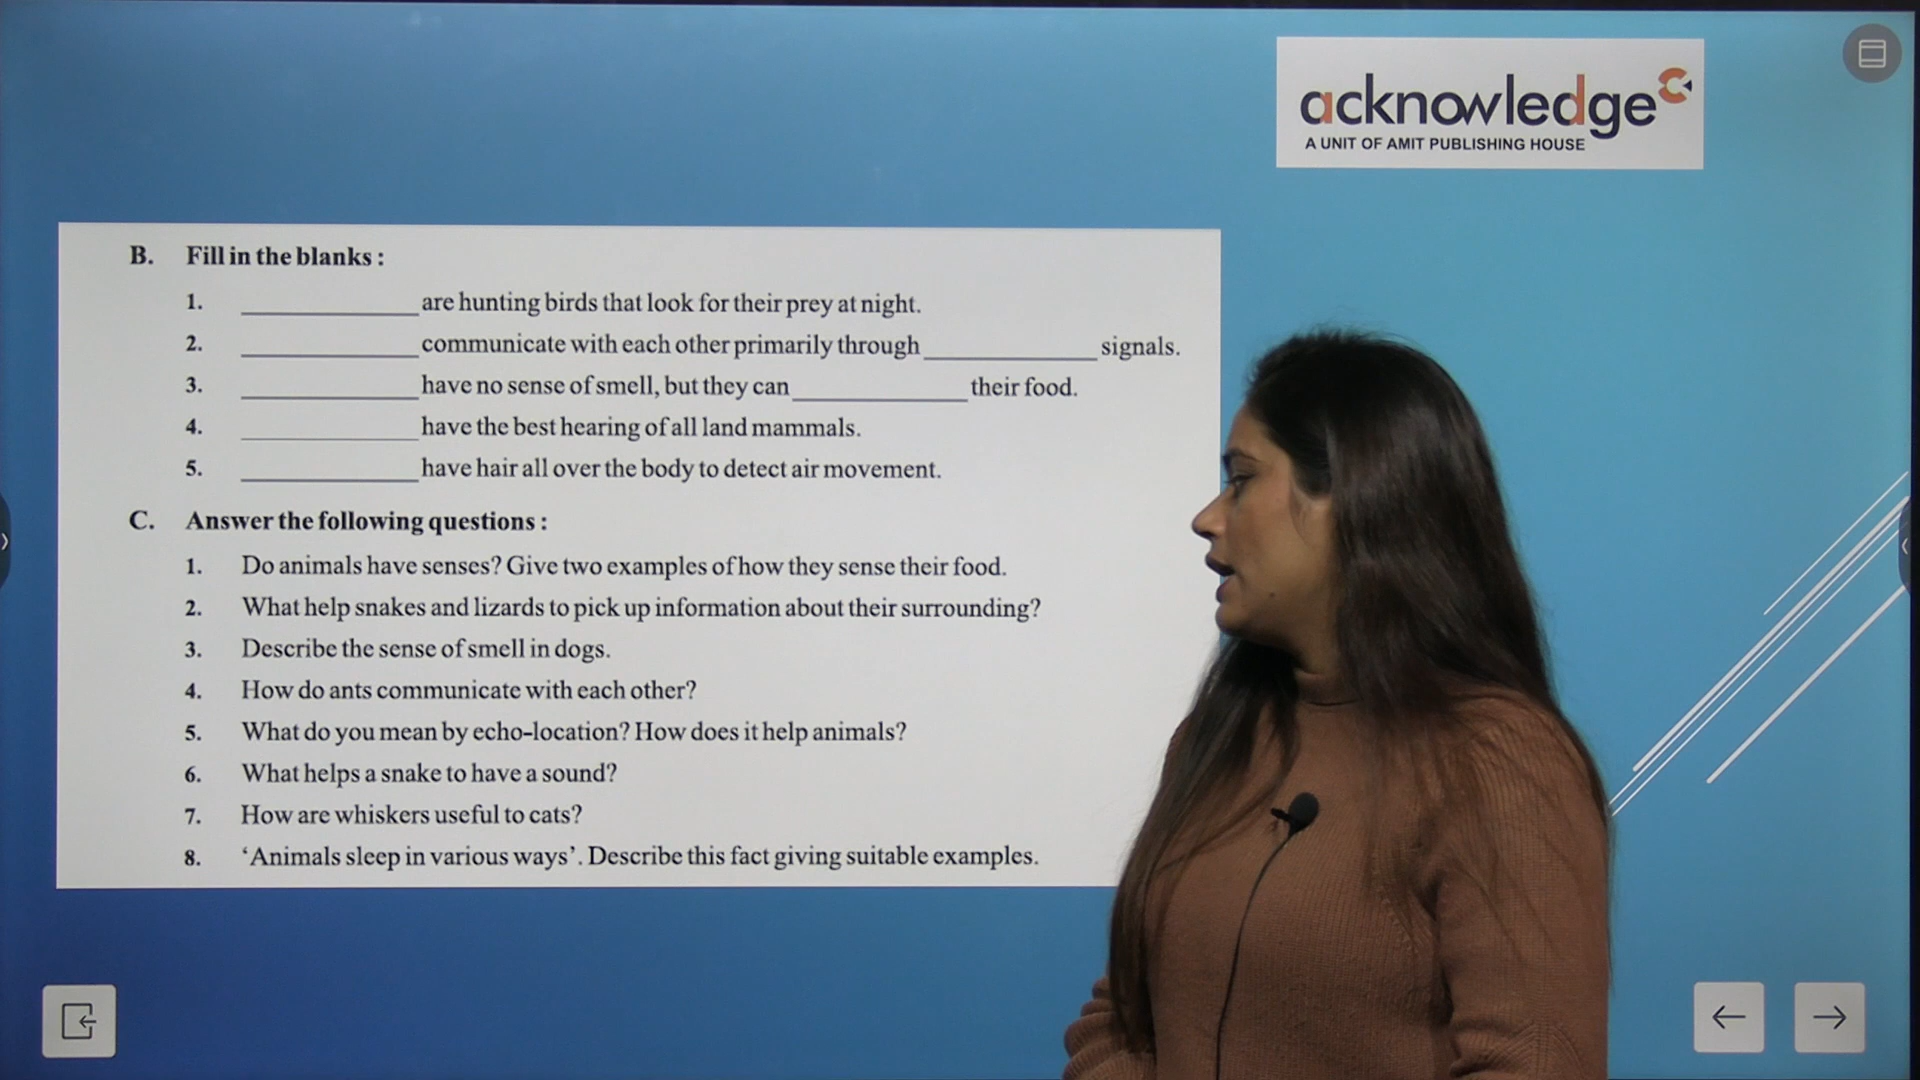 acknowledge
A UNIT OF AMIT PUBLISHING HOUSE
B. Fill in the blanks :
1. ____________ are hunting birds that look for their prey at night.
2. ____________ communicate with each other primarily through ____________ signals.
3. ____________ have no sense of smell, but they can ____________ their food.
4. ____________ have the best hearing of all land mammals.
5. ____________ have hair all over the body to detect air movement.
C. Answer the following questions :
1. Do animals have senses? Give two examples of how they sense their food.
2. What help snakes and lizards to pick up information about their surrounding?
3. Describe the sense of smell in dogs.
4. How do ants communicate with each other?
5. What do you mean by echo-location? How does it help animals?
6. What helps a snake to have a sound?
7. How are whiskers useful to cats?
8. ‘Animals sleep in various ways’. Describe this fact giving suitable examples.